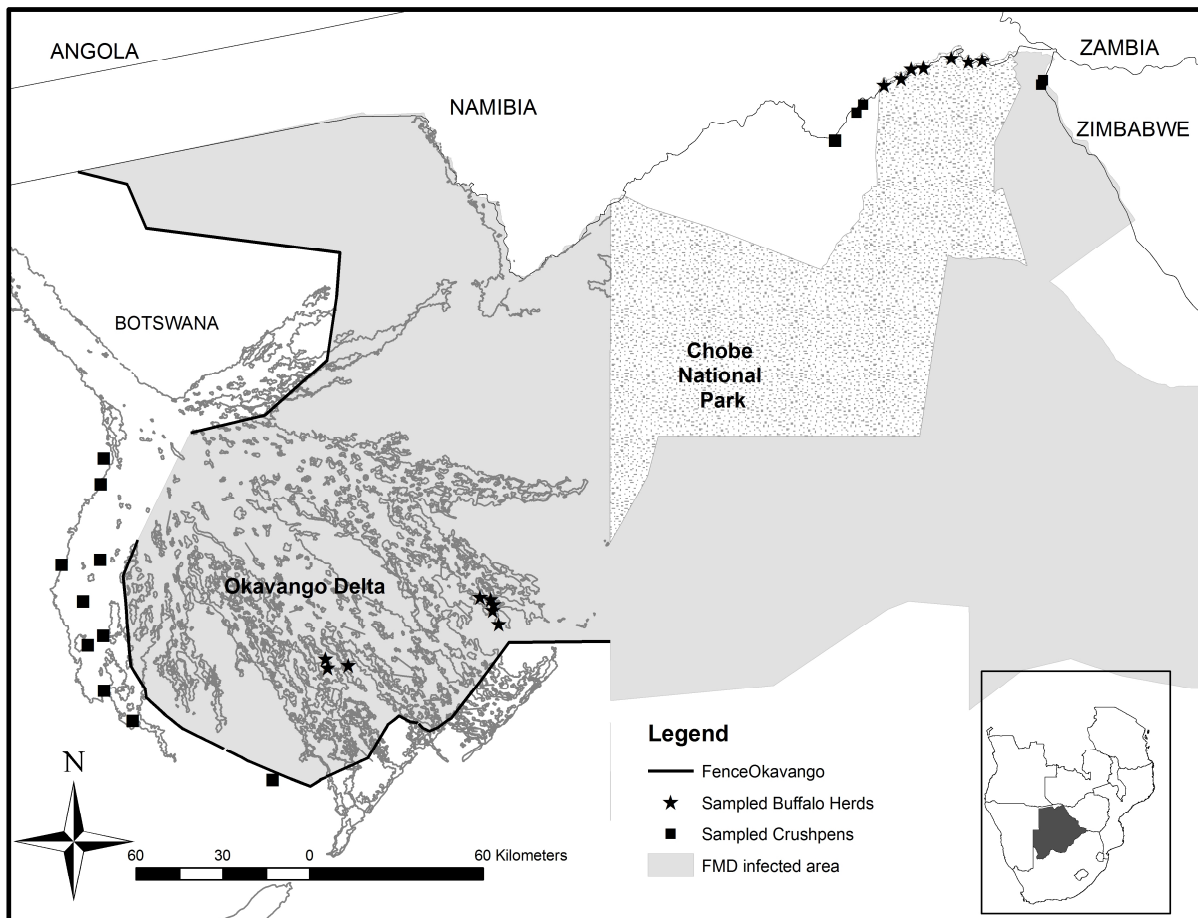 ANGOLA
ZAMBIA
NAMIBIA
ZIMBABWE
BOTSWANA
Chobe
National
Park
Okavango Delta
Legend
FenceOkavango
Sampled Buffalo Herds
Sampled Crushpens
FMD infected area
N
60 30 0 60 Kilometers